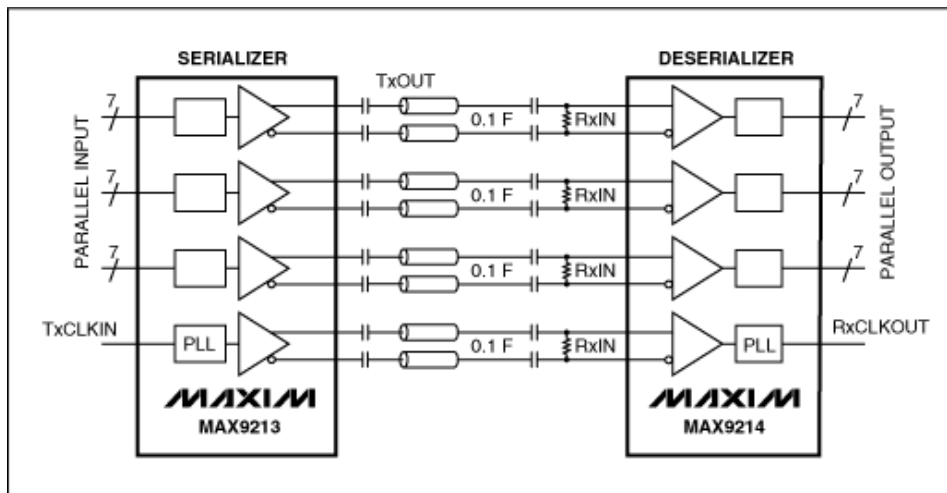 SERIALIZER
DESERIALIZER
TxOUT
7
0.1 F
RxIN
7
7
0.1 F
RxIN
7
7
0.1 F
RxIN
7
PARALLEL INPUT
PARALLEL OUTPUT
TxCLKIN
PLL
0.1 F
RxIN
PLL
RxCLKOUT
MAXIM
MAX9213
MAXIM
MAX9214